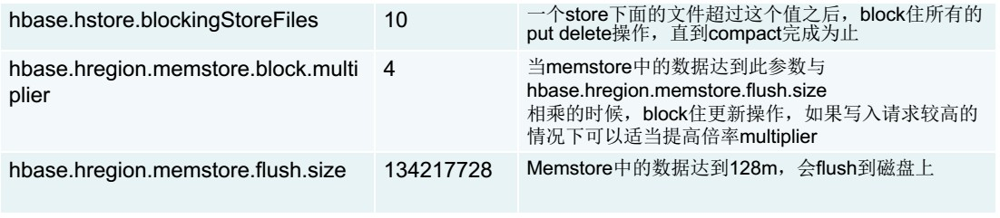 hbase.hstore.blockingStoreFiles
10
一个store下面的文件超过这个值之后，block住所有的
put delete操作，直到compact完成为止
hbase.hregion.memstore.block.multi
plier
4
当memstore中的数据达到此参数与
hbase.hregion.memstore.flush.size
相乘的时候，block住更新操作，如果写入请求较高的
情况下可以适当提高倍率multiplier
hbase.hregion.memstore.flush.size
134217728
Memstore中的数据达到128m，会flush到磁盘上